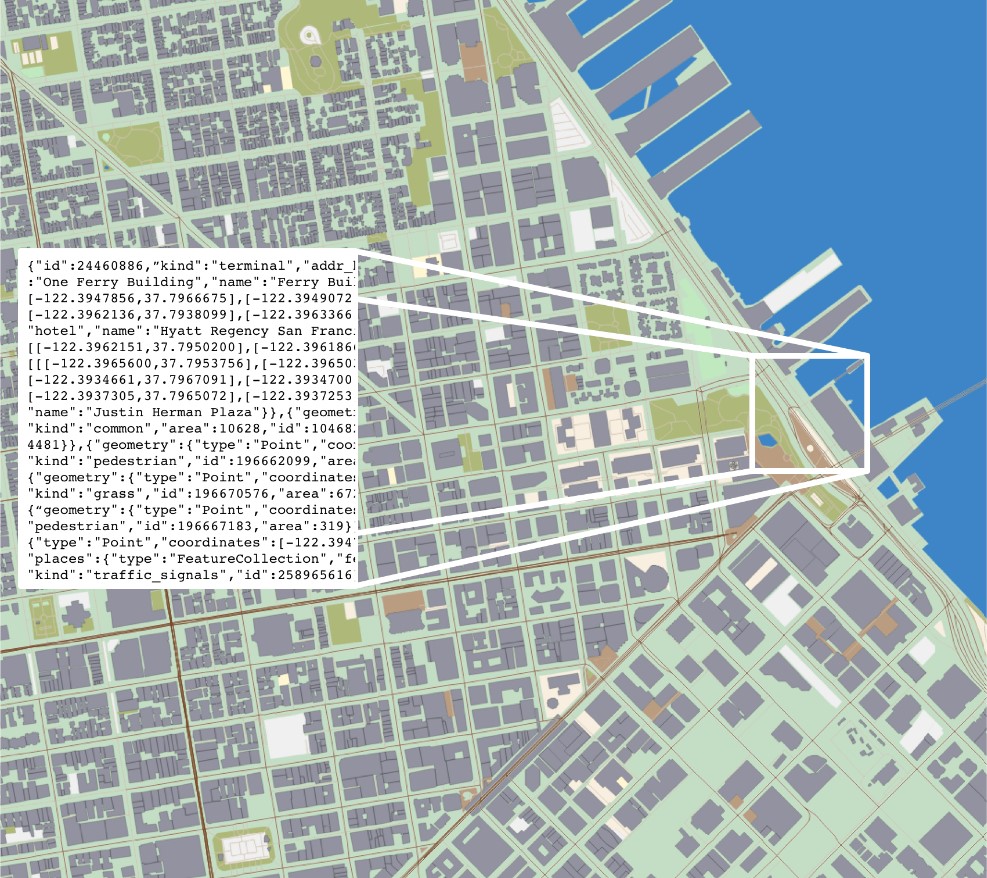 {"id":24460886,”kind":"terminal","addr_
:"One Ferry Building","name":"Ferry Bui
[-122.3947856,37.7966675],[-122.3949072
[-122.3962136,37.7938099],[-122.3963366
"hotel","name":"Hyatt Regency San Franc
[[-122.3962151,37.7950200],[-122.396186
[[[-122.3965600,37.7953756],[-122.39650
[-122.3934661,37.7967091],[-122.3934700
[-122.3937305,37.7965072],[-122.3937253
"name":"Justin Herman Plaza"}},{"geomet
"kind":"common","area":10628,"id":10468
4481}},{"geometry":{"type":"Point","coo
"kind":"pedestrian","id":196662099,"are
{"geometry":{"type":"Point","coordinate
"kind":"grass","id":196670576,"area":67
{“geometry":{"type":"Point","coordinate
"pedestrian","id":196667183,"area":319}
{"type":"Point","coordinates":[-122.394
"places":{"type":"FeatureCollection","f
"kind":"traffic_signals","id":258965616